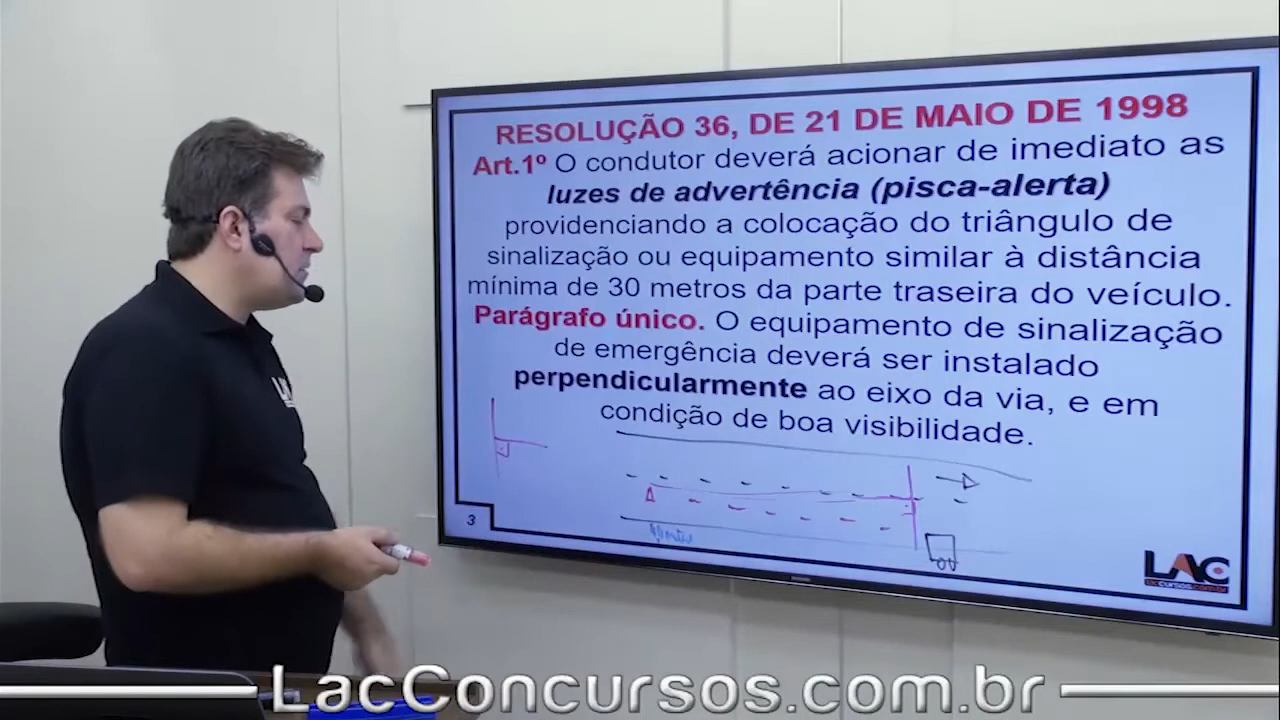 RESOLUÇÃO 36, DE 21 DE MAIO DE 1998
Art.1º O condutor deverá acionar de imediato as
luzes de advertência (pisca-alerta)
providenciando a colocação do triângulo de
sinalização ou equipamento similar à distância
mínima de 30 metros da parte traseira do veículo.
Parágrafo único. O equipamento de sinalização
de emergência deverá ser instalado
perpendicularmente ao eixo da via, e em
condição de boa visibilidade.
3
LAC
LACCURSOS.COM.BR
LacConcursos.com.br